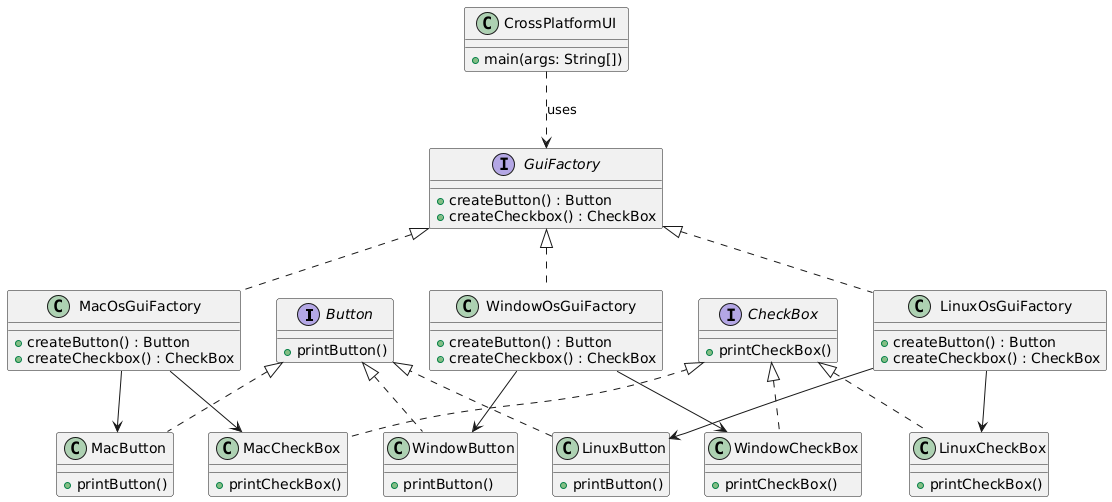 C CrossPlatformUI
main(args: String[])
uses
I GuiFactory
createButton() : Button
createCheckbox() : CheckBox
C MacOsGuiFactory
createButton() : Button
createCheckbox() : CheckBox
I Button
printButton()
C WindowOsGuiFactory
createButton() : Button
createCheckbox() : CheckBox
I CheckBox
printCheckBox()
C LinuxOsGuiFactory
createButton() : Button
createCheckbox() : CheckBox
C MacButton
printButton()
C MacCheckBox
printCheckBox()
C WindowButton
printButton()
C LinuxButton
printButton()
C WindowCheckBox
printCheckBox()
C LinuxCheckBox
printCheckBox()